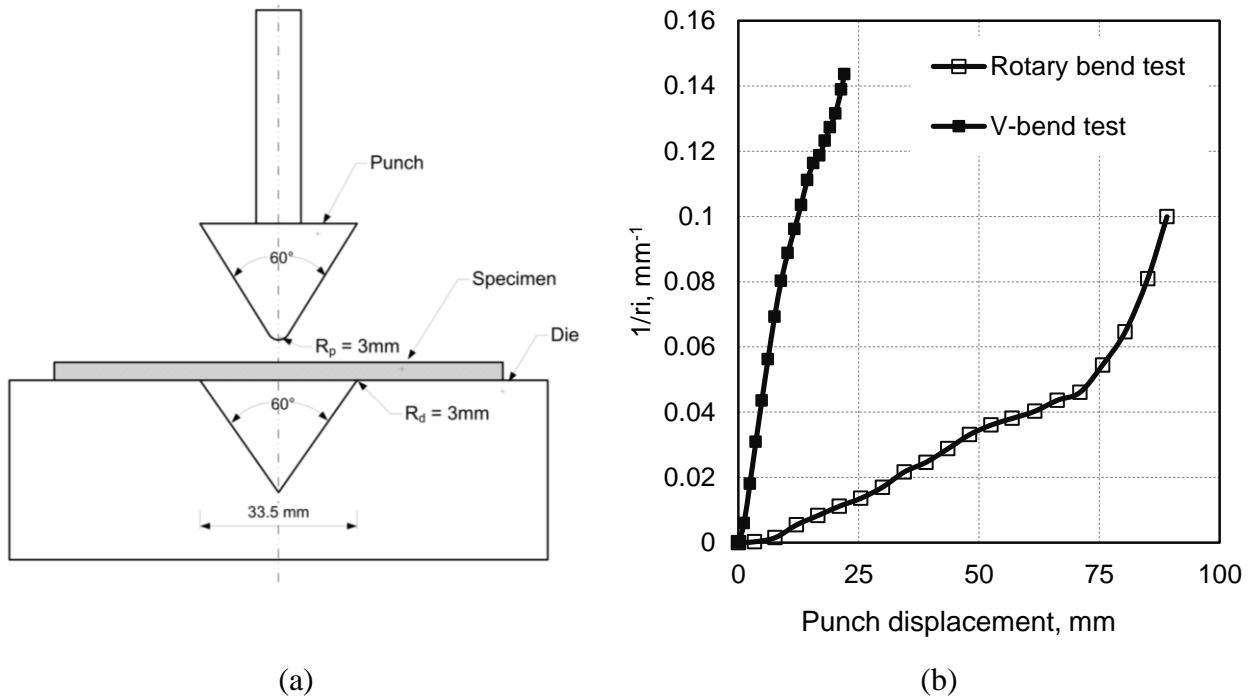 Punch
60°
Specimen
Die
Rp = 3mm
60°
Rd = 3mm
33.5 mm
(a)
0.16
0.14
0.12
0.1
0.08
0.06
0.04
0.02
0
1/ri, mm-1
Rotary bend test
V-bend test
0 25 50 75 100
Punch displacement, mm
(b)